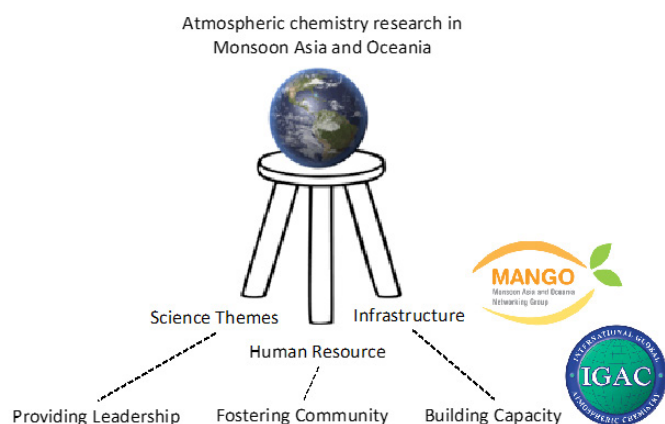 Atmospheric chemistry research in
Monsoon Asia and Oceania
MANGO
Monsoon Asia and Oceania
Networking Group
Science Themes
Infrastructure
Human Resource
INTERNATIONAL GLOBAL
IGAC
ATMOSPHERIC CHEMISTRY
Providing Leadership
Fostering Community
Building Capacity